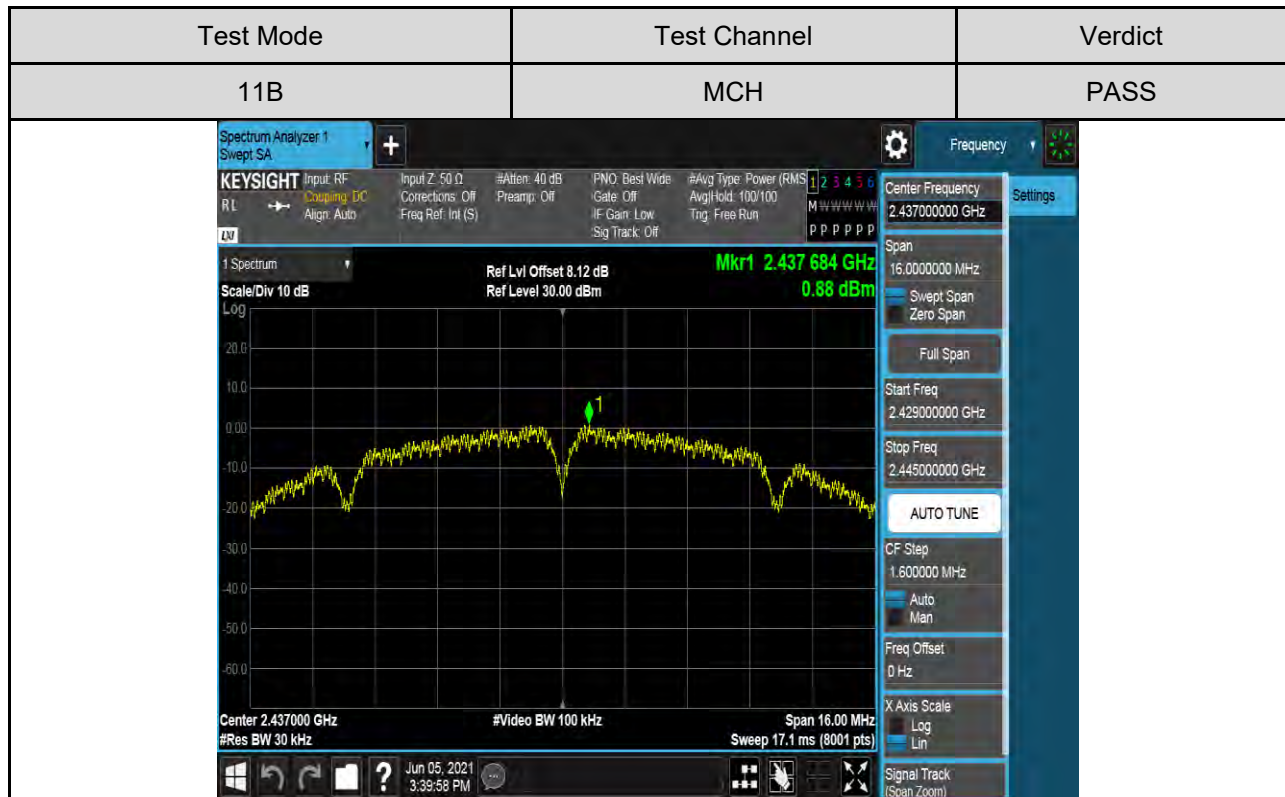 Test Mode Test Channel Verdict
11B MCH PASS
Spectrum Analyzer 1
Swept SA
Frequency
KEYSIGHT Input: RF Input Z: 50 Ω #Atten: 40 dB PNO: Best Wide #Avg Type: Power (RMS 1 2 3 4 5 6
RL Coupling: DC Corrections: Off Preamp: Off Gate: Off Avg|Hold: 100/100 M W W W W W
Align: Auto Freq Ref: Int (S) IF Gain: Low Trig: Free Run
LXI Sig Track: Off P P P P P P
Center Frequency
2.437000000 GHz
Settings
Span
16.0000000 MHz
Swept Span
Zero Span
Full Span
Start Freq
2.429000000 GHz
Stop Freq
2.445000000 GHz
AUTO TUNE
CF Step
1.600000 MHz
Auto
Man
Freq Offset
0 Hz
X Axis Scale
Log
Lin
Signal Track
(Span Zoom)
1 Spectrum Ref Lvl Offset 8.12 dB Mkr1 2.437 684 GHz
Scale/Div 10 dB Ref Level 30.00 dBm 0.88 dBm
Log
20.0
10.0
1
0.00
-10.0
-20.0
-30.0
-40.0
-50.0
-60.0
Center 2.437000 GHz #Video BW 100 kHz Span 16.00 MHz
#Res BW 30 kHz Sweep 17.1 ms (8001 pts)
? Jun 05, 2021
3:39:58 PM